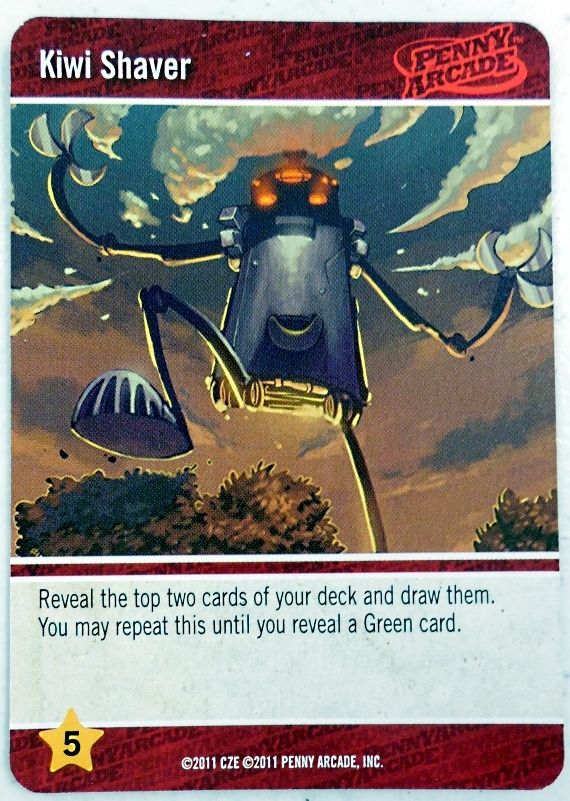 Kiwi Shaver
PENNY
ARCADE
Reveal the top two cards of your deck and draw them.
You may repeat this until you reveal a Green card.
5
©2011 CZE ©2011 PENNY ARCADE, INC.